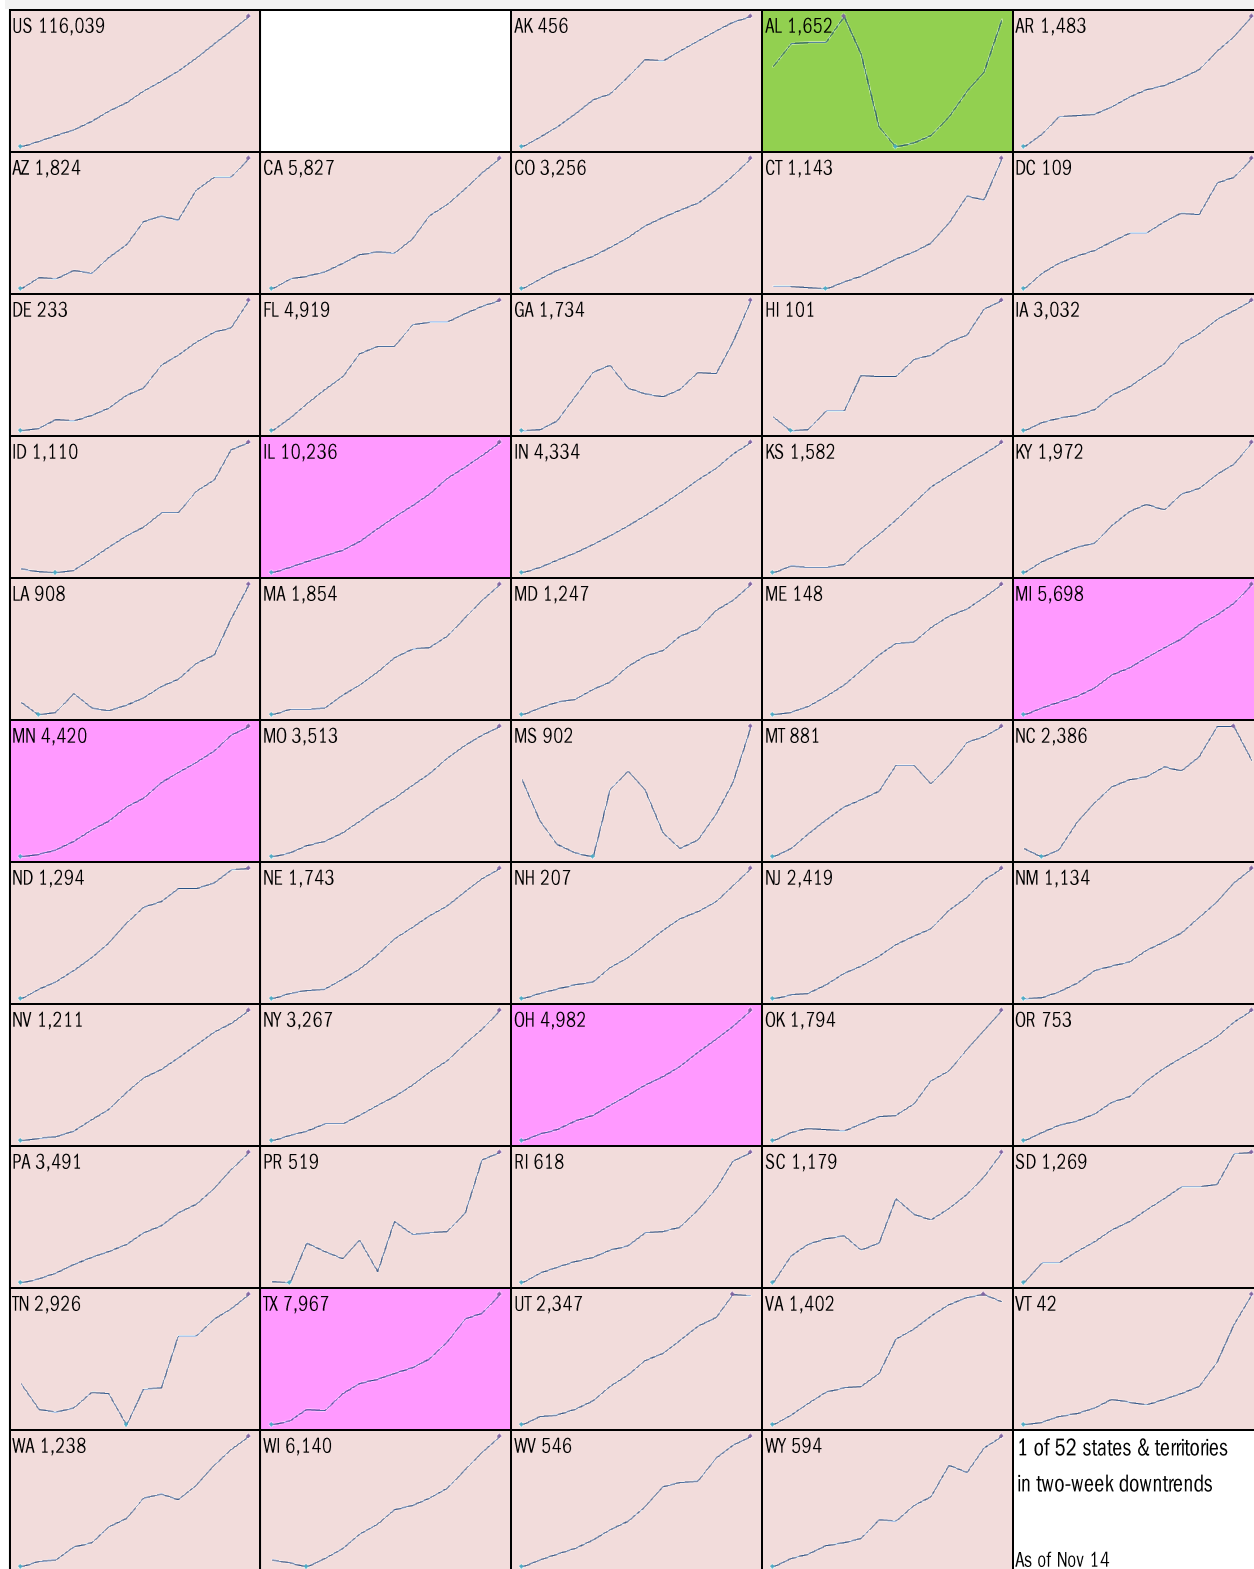 US 116,039
AK 456
AL 1,652
AR 1,483
AZ 1,824
CA 5,827
CO 3,256
CT 1,143
DC 109
DE 233
FL 4,919
GA 1,734
HI 101
IA 3,032
ID 1,110
IL 10,236
IN 4,334
KS 1,582
KY 1,972
LA 908
MA 1,854
MD 1,247
ME 148
MI 5,698
MN 4,420
MO 3,513
MS 902
MT 881
NC 2,386
ND 1,294
NE 1,743
NH 207
NJ 2,419
NM 1,134
NV 1,211
NY 3,267
OH 4,982
OK 1,794
OR 753
PA 3,491
PR 519
RI 618
SC 1,179
SD 1,269
TN 2,926
TX 7,967
UT 2,347
VA 1,402
VT 42
WA 1,238
WI 6,140
WV 546
WY 594
1 of 52 states & territories
in two-week downtrends
As of Nov 14